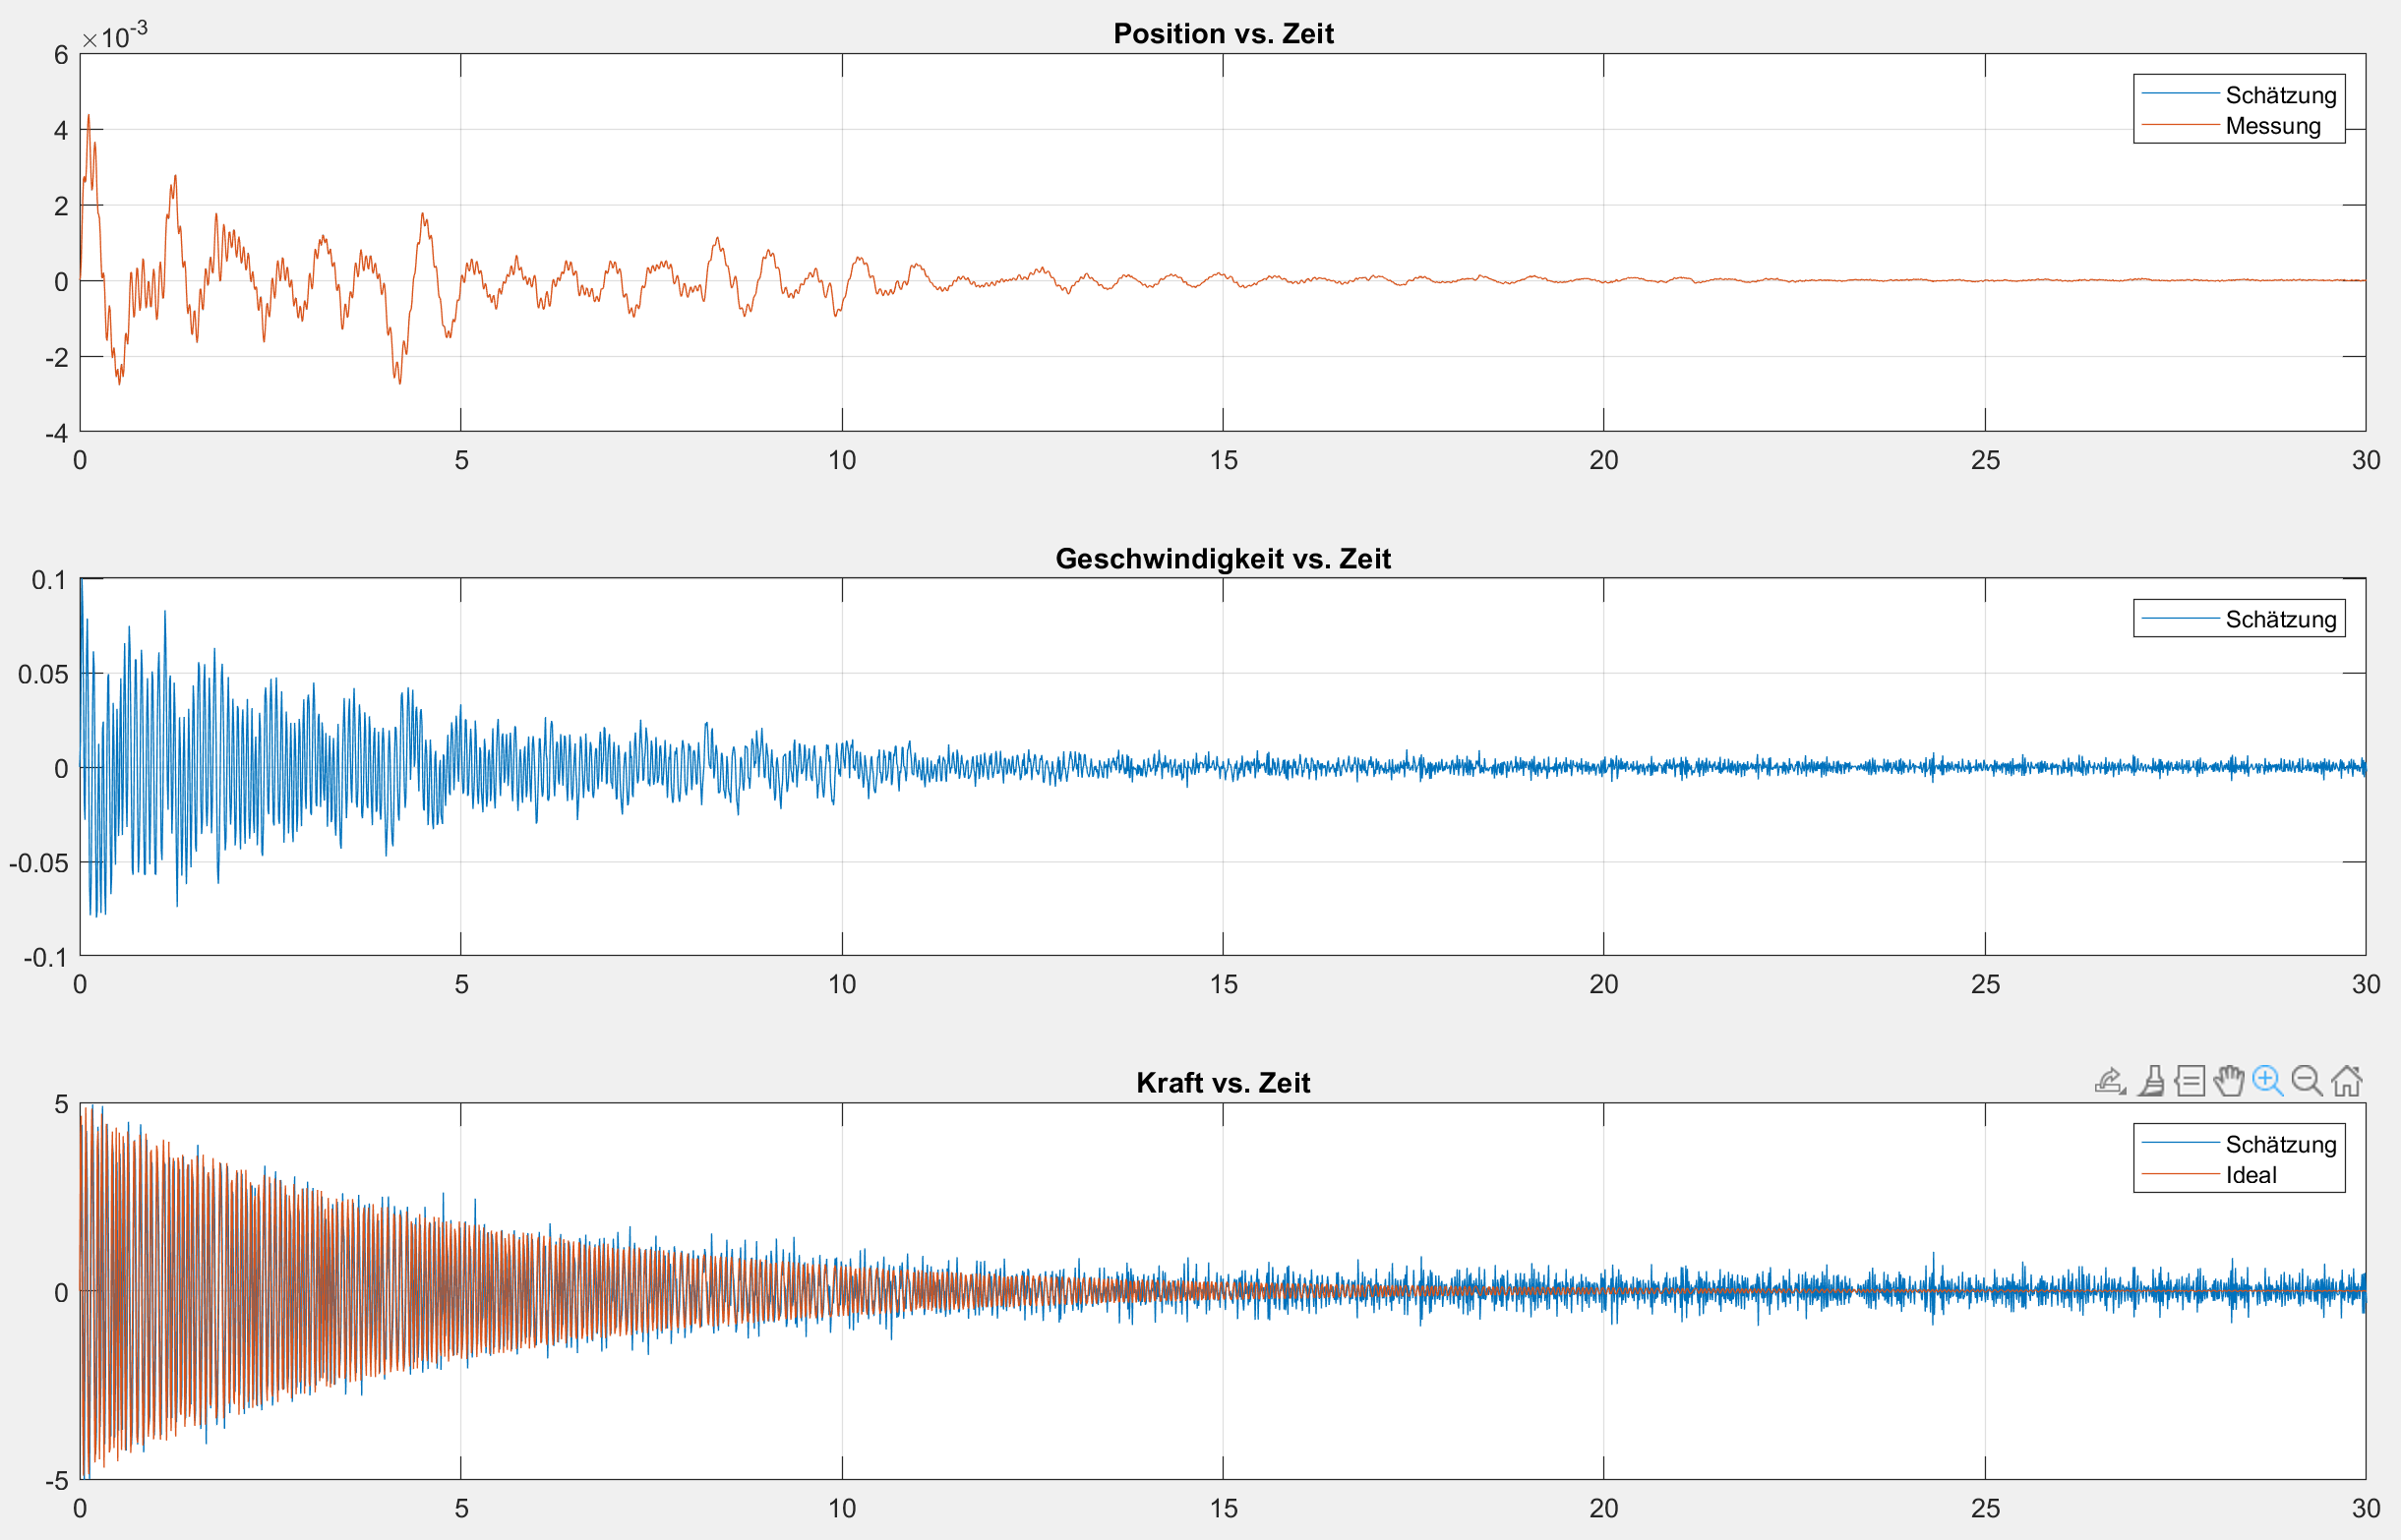 ×10-3
Position vs. Zeit
6
4
2
0
-2
-4
Schätzung
Messung
0 5 10 15 20 25 30
Geschwindigkeit vs. Zeit
0.1
0.05
0
-0.05
-0.1
Schätzung
0 5 10 15 20 25 30
Kraft vs. Zeit
5
0
-5
Schätzung
Ideal
0 5 10 15 20 25 30